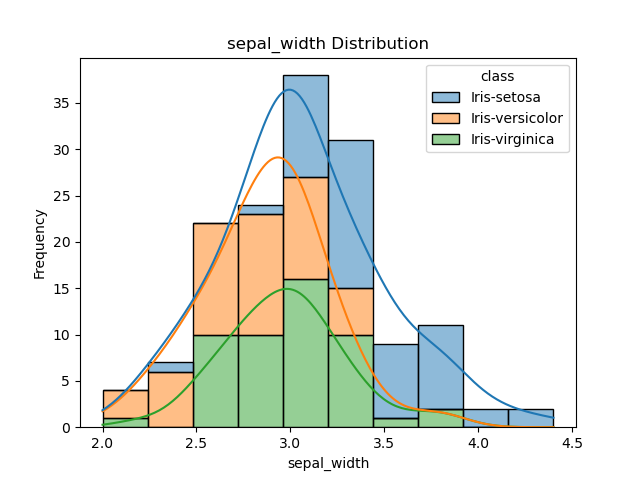 sepal_width Distribution
class
Iris-setosa
Iris-versicolor
Iris-virginica
Frequency
35
30
25
20
15
10
5
0
2.0 2.5 3.0 3.5 4.0 4.5
sepal_width